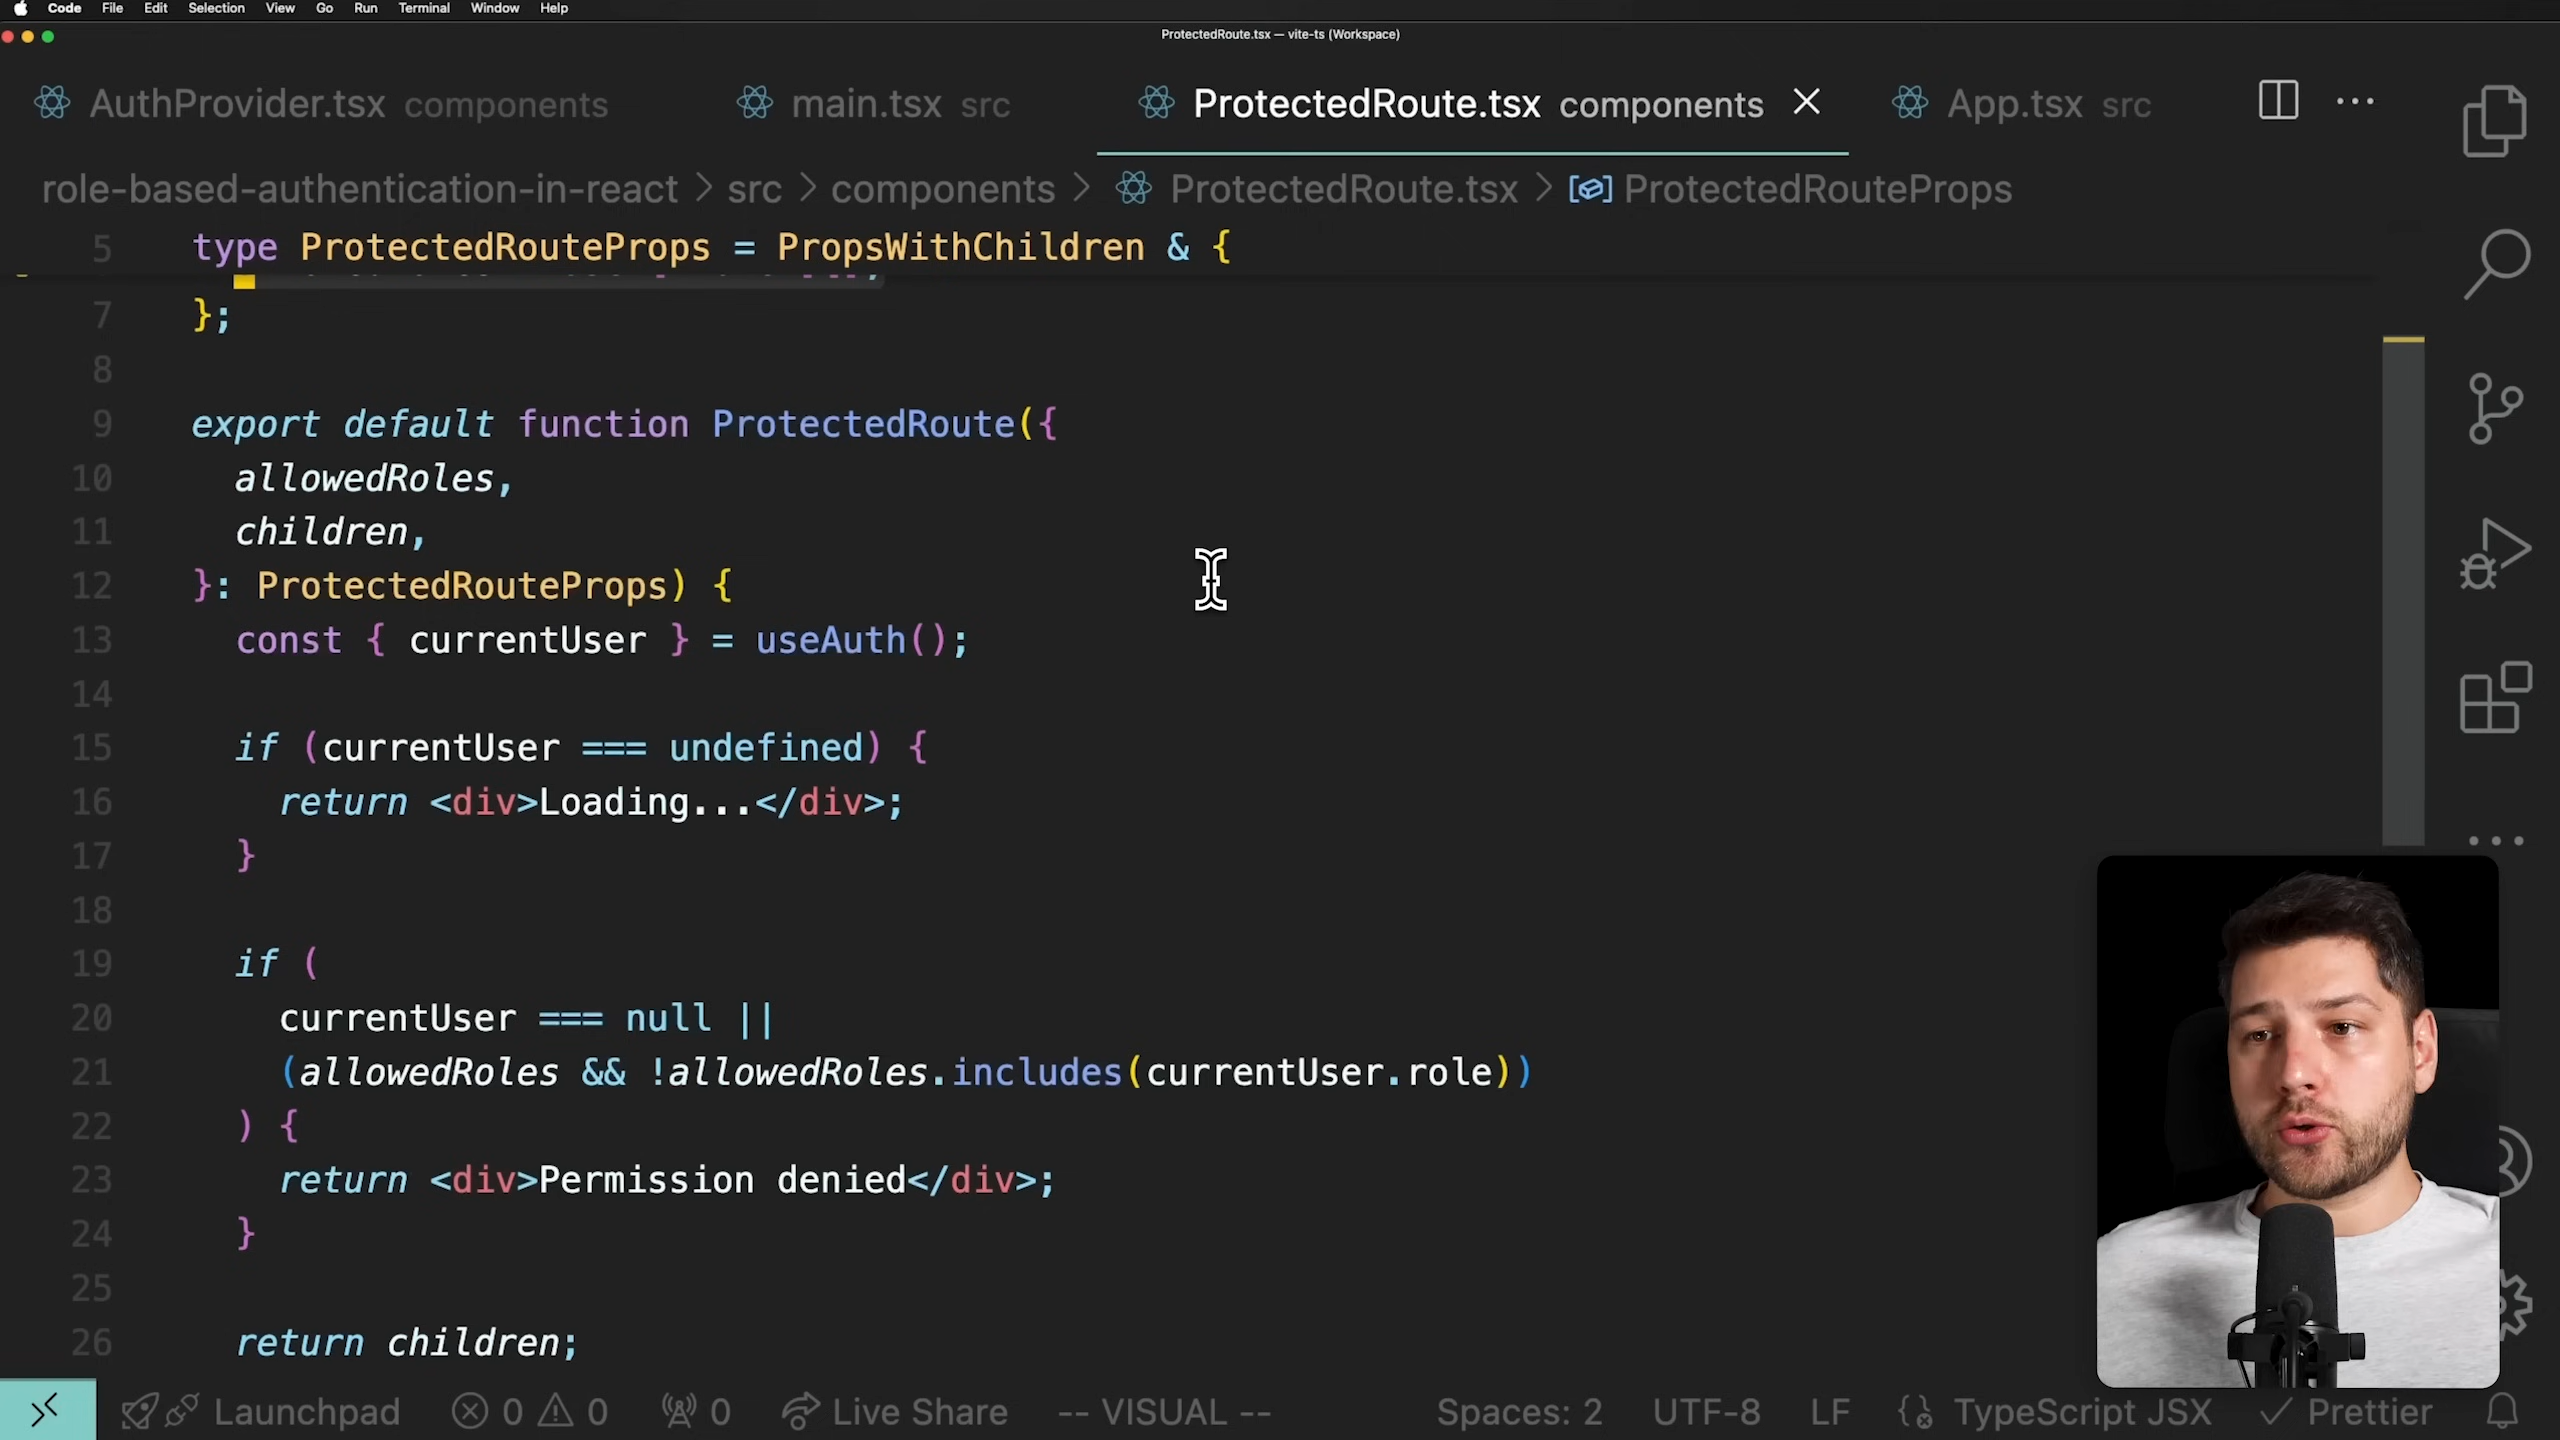 Code File Edit Selection View Go Run Terminal Window Help
ProtectedRoute.tsx — vite-ts (Workspace)
AuthProvider.tsx components main.tsx src ProtectedRoute.tsx components App.tsx src
role-based-authentication-in-react > src > components > ProtectedRoute.tsx > ProtectedRouteProps
5 type ProtectedRouteProps = PropsWithChildren & {
7 };
8
9 export default function ProtectedRoute({
10 allowedRoles,
11 children,
12 }: ProtectedRouteProps) {
13 const { currentUser } = useAuth();
14
15 if (currentUser === undefined) {
16 return <div>Loading...</div>;
17 }
18
19 if (
20 currentUser === null ||
21 (allowedRoles && !allowedRoles.includes(currentUser.role))
22 ) {
23 return <div>Permission denied</div>;
24 }
25
26 return children;
Launchpad 0 0 0 Live Share -- VISUAL -- Spaces: 2 UTF-8 LF TypeScript JSX Prettier